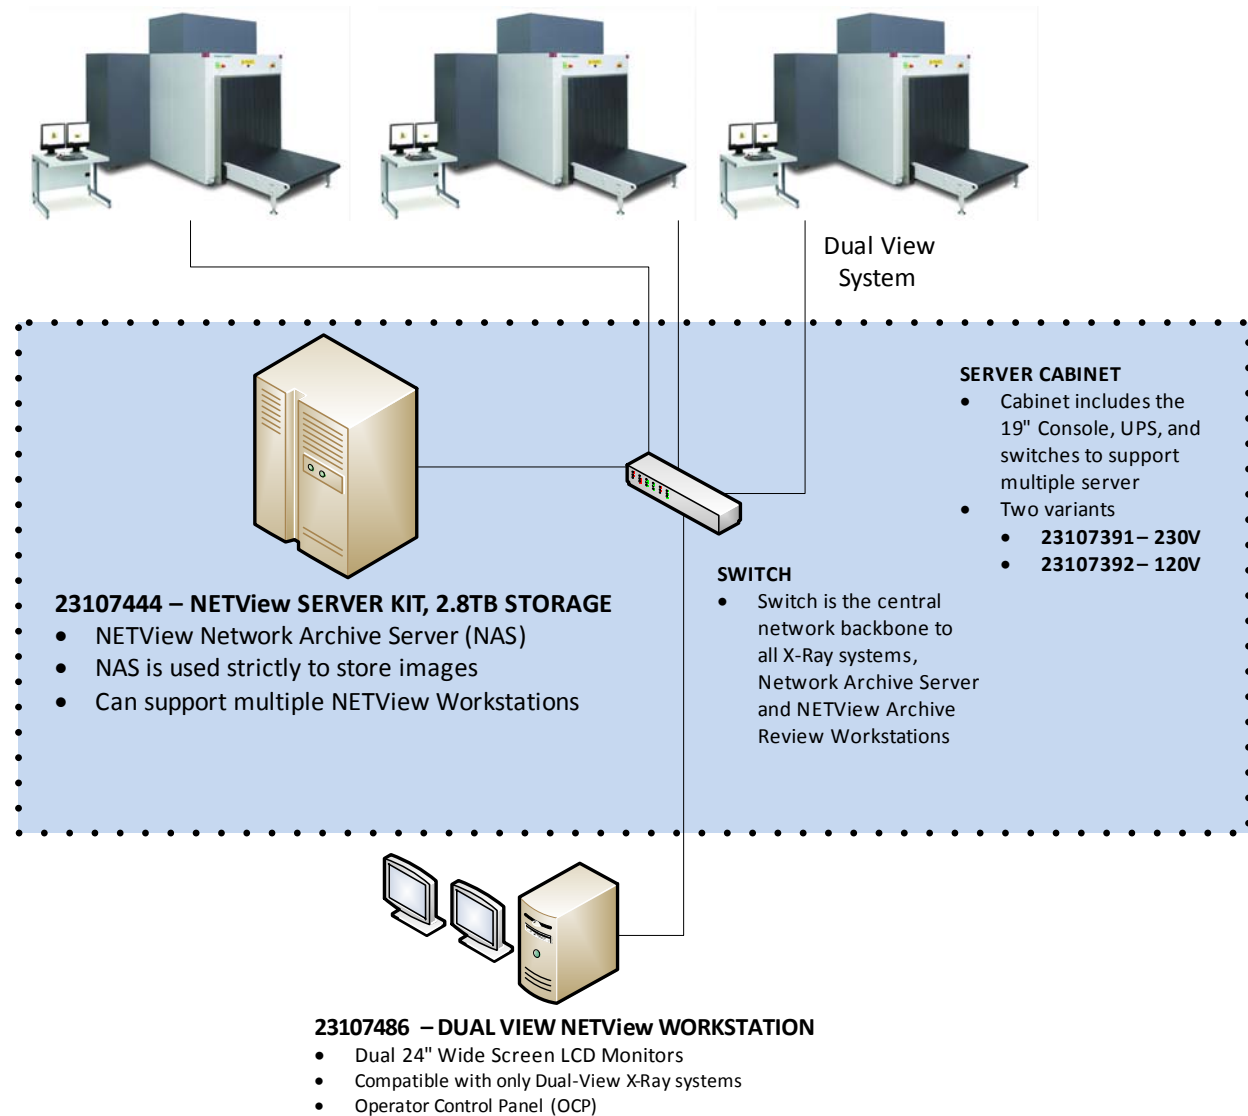 Dual View
System
SERVER CABINET
• Cabinet includes the
19" Console, UPS, and
switches to support
multiple server
• Two variants
• 23107391 – 230V
• 23107392 – 120V
23107444 – NETView SERVER KIT, 2.8TB STORAGE
• NETView Network Archive Server (NAS)
• NAS is used strictly to store images
• Can support multiple NETView Workstations
SWITCH
• Switch is the central
network backbone to
all X-Ray systems,
Network Archive Server
and NETView Archive
Review Workstations
23107486 – DUAL VIEW NETView WORKSTATION
• Dual 24" Wide Screen LCD Monitors
• Compatible with only Dual-View X-Ray systems
• Operator Control Panel (OCP)